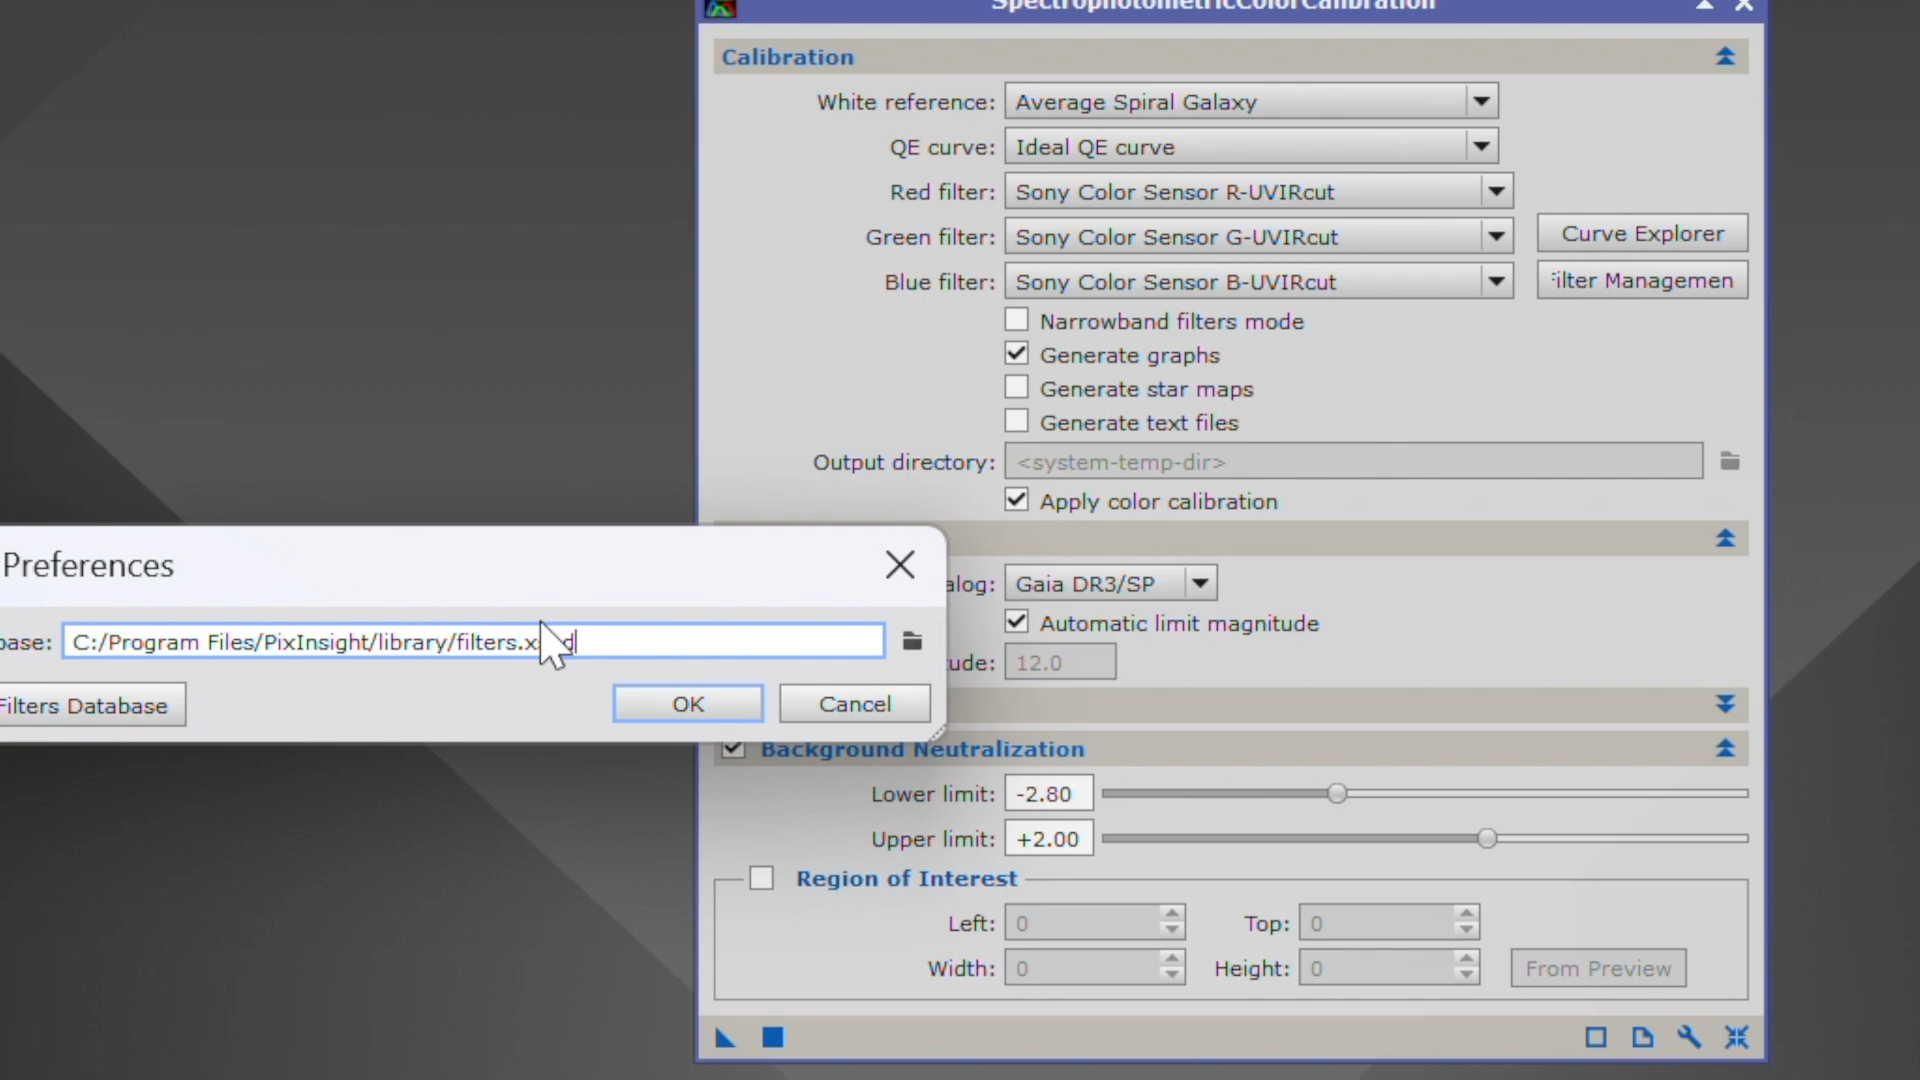 SpectrophotometricColorCalibration
Calibration
White reference: Average Spiral Galaxy
QE curve: Ideal QE curve
Red filter: Sony Color Sensor R-UVIRcut
Green filter: Sony Color Sensor G-UVIRcut
Curve Explorer
Blue filter: Sony Color Sensor B-UVIRcut
ilter Managemen
Narrowband filters mode
Generate graphs
Generate star maps
Generate text files
Output directory: <system-temp-dir>
Apply color calibration
Preferences
alog: Gaia DR3/SP
Automatic limit magnitude
base: C:/Program Files/PixInsight/library/filters.x
ude: 12.0
Filters Database
OK
Cancel
Background Neutralization
Lower limit: -2.80
Upper limit: +2.00
Region of Interest
Left: 0
Top: 0
Width: 0
Height: 0
From Preview